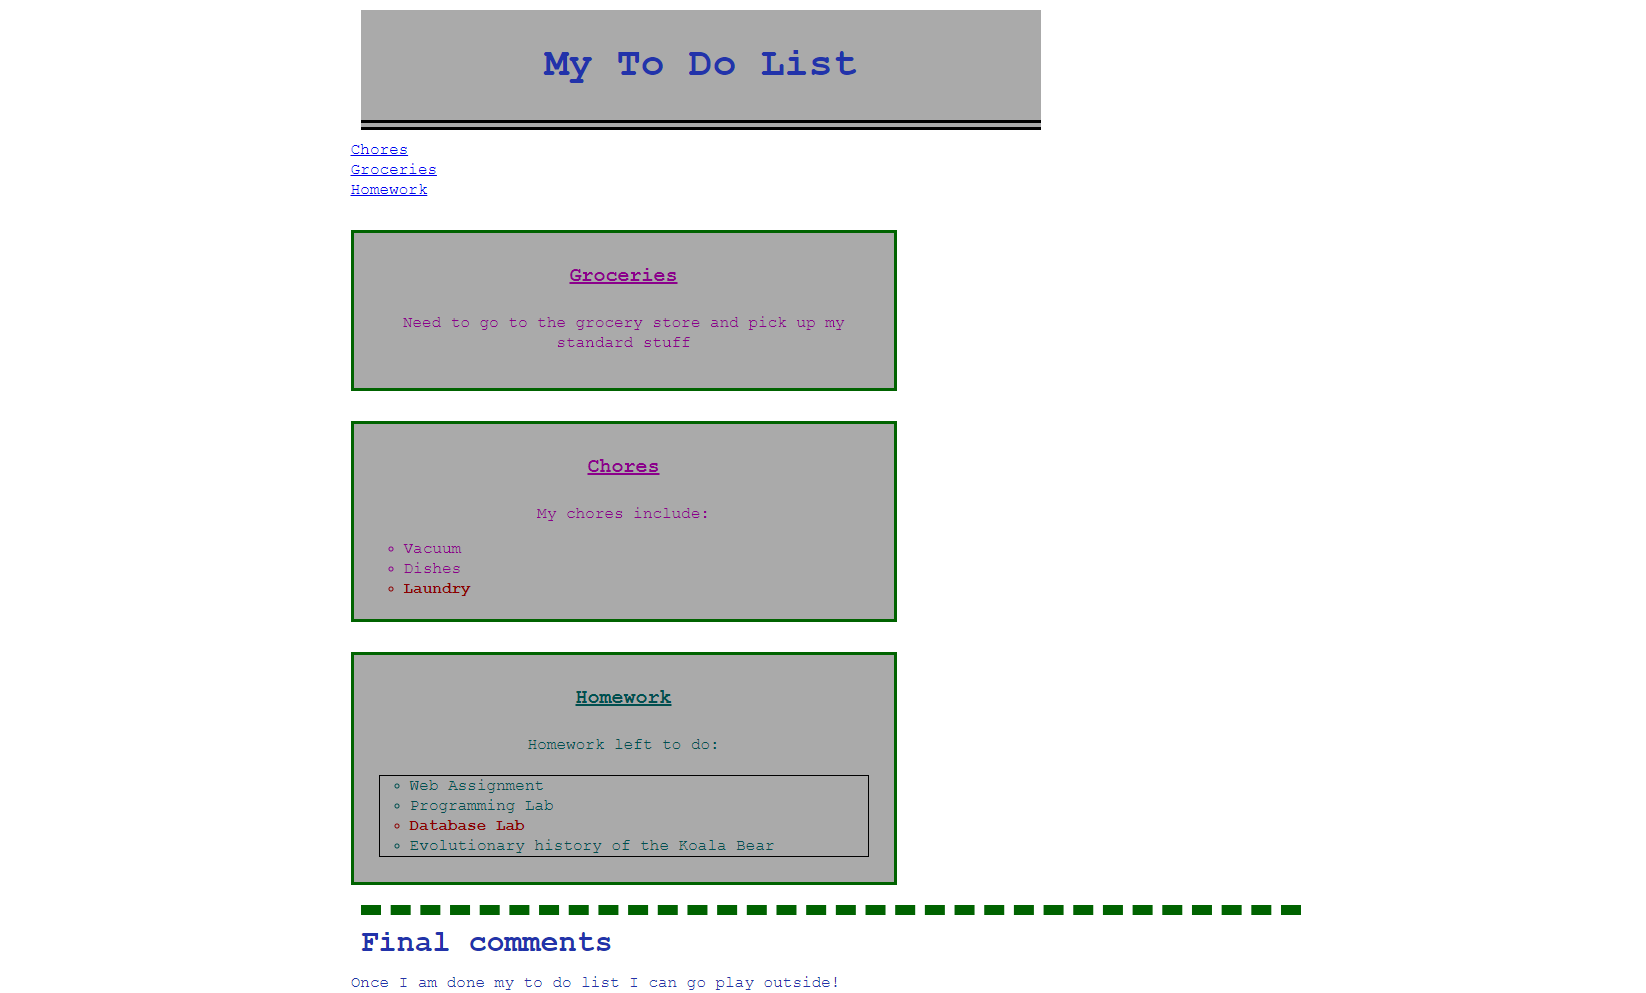 My To Do List
Chores
Groceries
Homework
Groceries
Need to go to the grocery store and pick up my
standard stuff
Chores
My chores include:
Vacuum
Dishes
Laundry
Homework
Homework left to do:
Web Assignment
Programming Lab
Database Lab
Evolutionary history of the Koala Bear
Final comments
Once I am done my to do list I can go play outside!